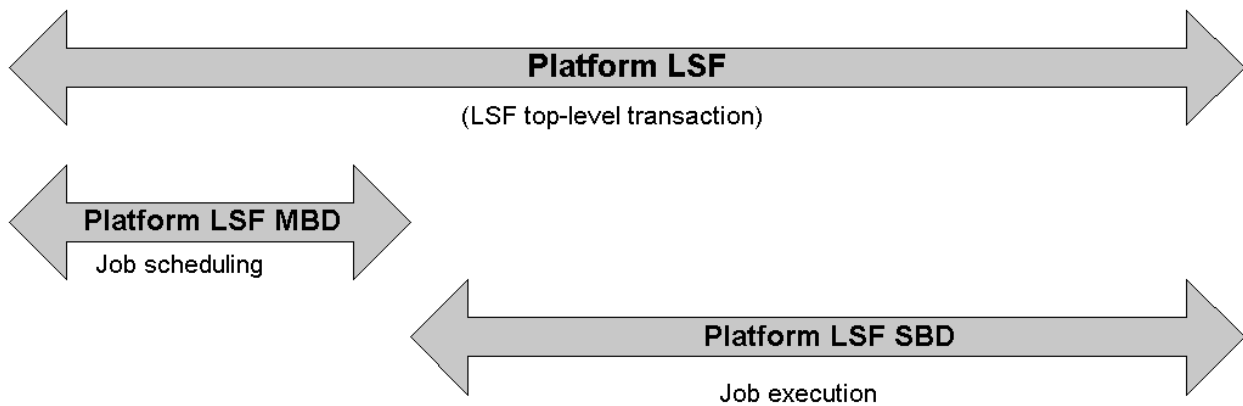 Platform LSF
(LSF top-level transaction)
Platform LSF MBD
Job scheduling
Platform LSF SBD
Job execution